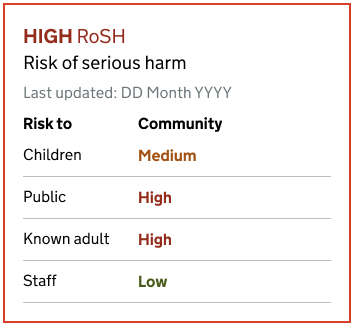 HIGH RoSH
Risk of serious harm
Last updated: DD Month YYYY
Risk to Community
Children Medium
Public High
Known adult High
Staff Low